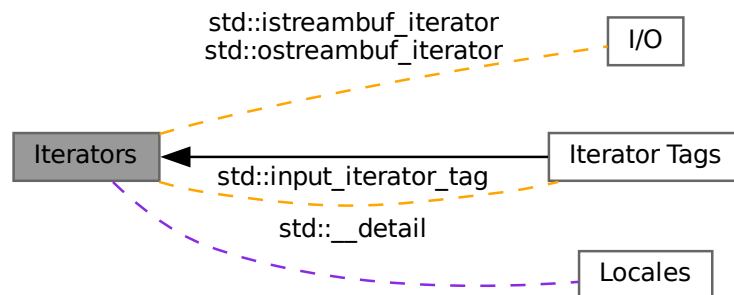 std::istreambuf_iterator
std::ostreambuf_iterator
I/O
Iterators
Iterator Tags
std::input_iterator_tag
std::__detail
Locales